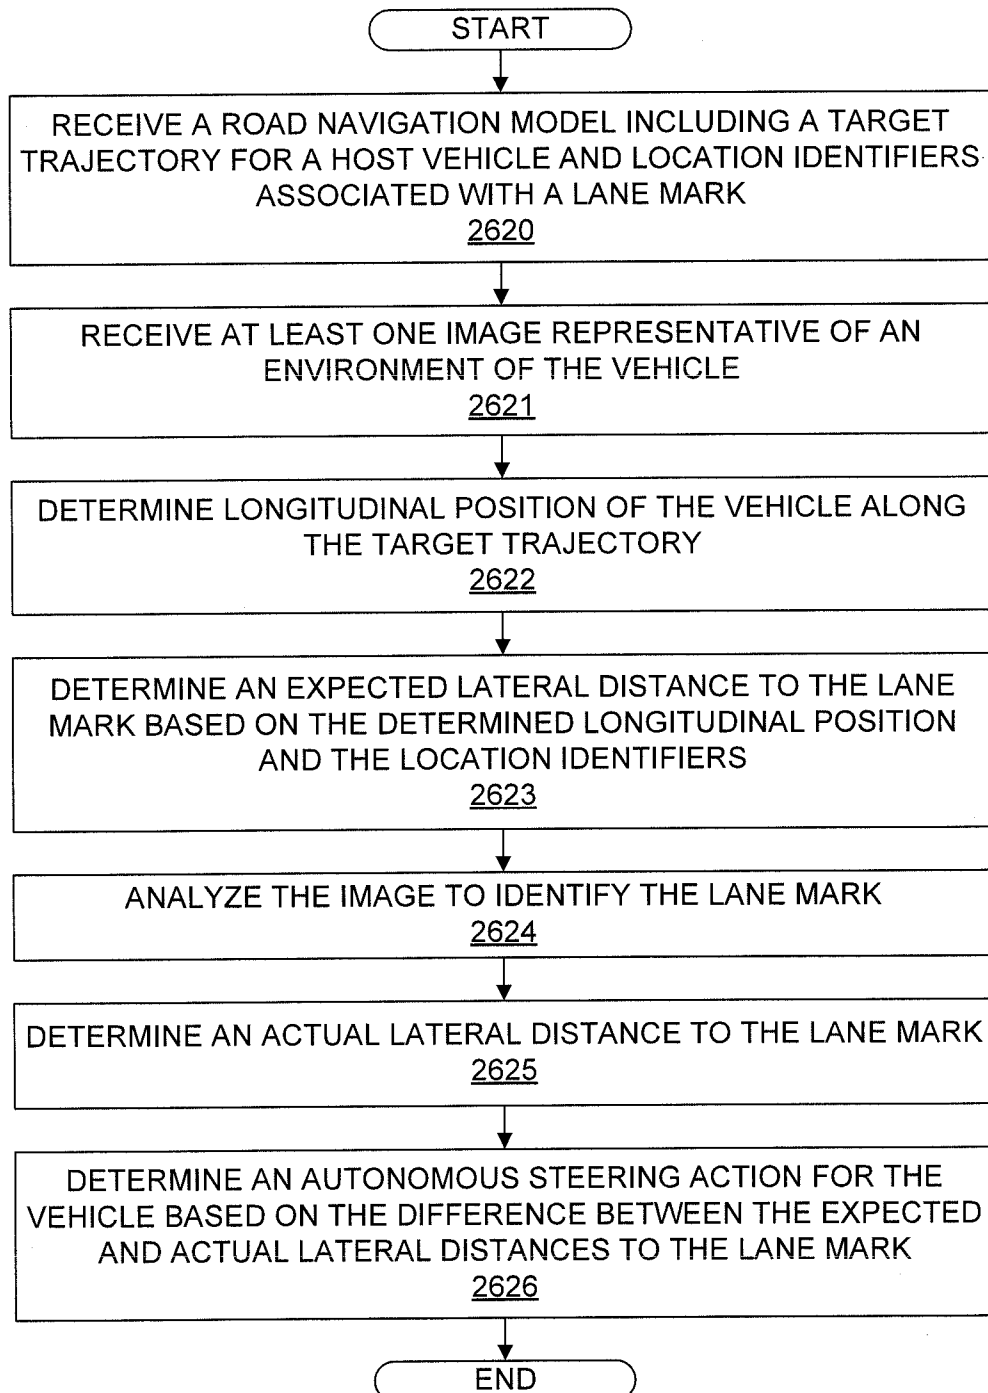 START
RECEIVE A ROAD NAVIGATION MODEL INCLUDING A TARGET
TRAJECTORY FOR A HOST VEHICLE AND LOCATION IDENTIFIERS
ASSOCIATED WITH A LANE MARK
2620
RECEIVE AT LEAST ONE IMAGE REPRESENTATIVE OF AN
ENVIRONMENT OF THE VEHICLE
2621
DETERMINE LONGITUDINAL POSITION OF THE VEHICLE ALONG
THE TARGET TRAJECTORY
2622
DETERMINE AN EXPECTED LATERAL DISTANCE TO THE LANE
MARK BASED ON THE DETERMINED LONGITUDINAL POSITION
AND THE LOCATION IDENTIFIERS
2623
ANALYZE THE IMAGE TO IDENTIFY THE LANE MARK
2624
DETERMINE AN ACTUAL LATERAL DISTANCE TO THE LANE MARK
2625
DETERMINE AN AUTONOMOUS STEERING ACTION FOR THE
VEHICLE BASED ON THE DIFFERENCE BETWEEN THE EXPECTED
AND ACTUAL LATERAL DISTANCES TO THE LANE MARK
2626
END